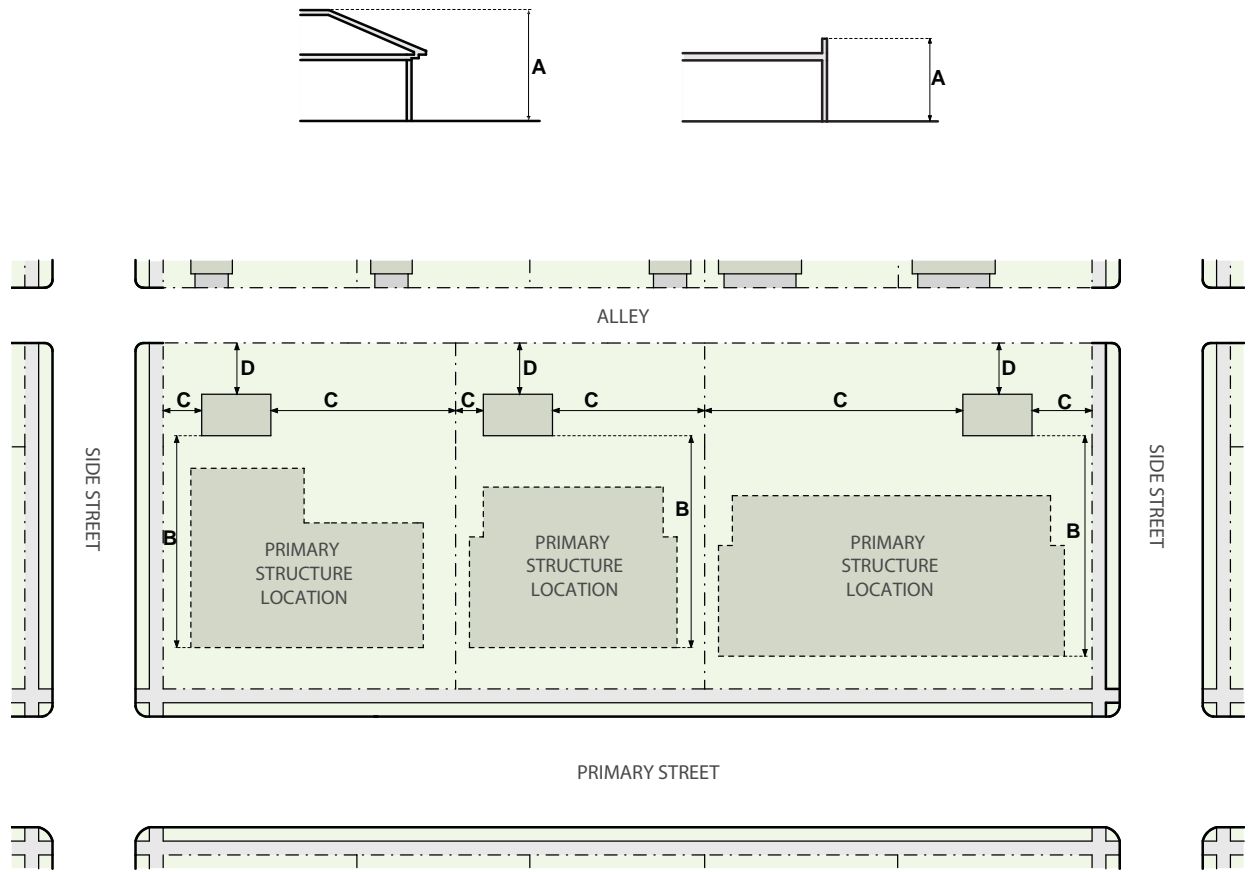 A
A
ALLEY
D
D
D
C
C
C
C
C
C
SIDE STREET
SIDE STREET
B
B
B
PRIMARY
STRUCTURE
LOCATION
PRIMARY
STRUCTURE
LOCATION
PRIMARY
STRUCTURE
LOCATION
PRIMARY STREET